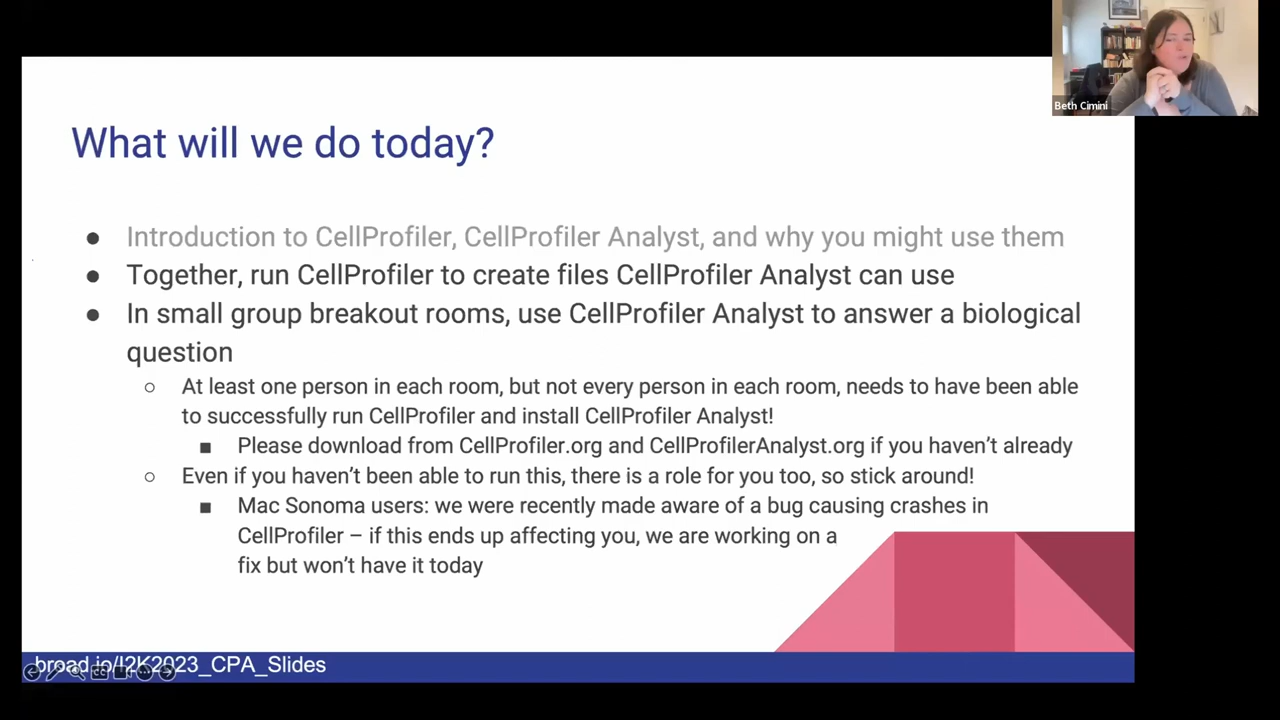 Beth Cimini
What will we do today?
● Introduction to CellProfiler, CellProfiler Analyst, and why you might use them
● Together, run CellProfiler to create files CellProfiler Analyst can use
● In small group breakout rooms, use CellProfiler Analyst to answer a biological
question
○ At least one person in each room, but not every person in each room, needs to have been able
to successfully run CellProfiler and install CellProfiler Analyst!
■ Please download from CellProfiler.org and CellProfilerAnalyst.org if you haven’t already
○ Even if you haven’t been able to run this, there is a role for you too, so stick around!
■ Mac Sonoma users: we were recently made aware of a bug causing crashes in
CellProfiler – if this ends up affecting you, we are working on a
fix but won’t have it today
broad.io/I2K2023_CPA_Slides